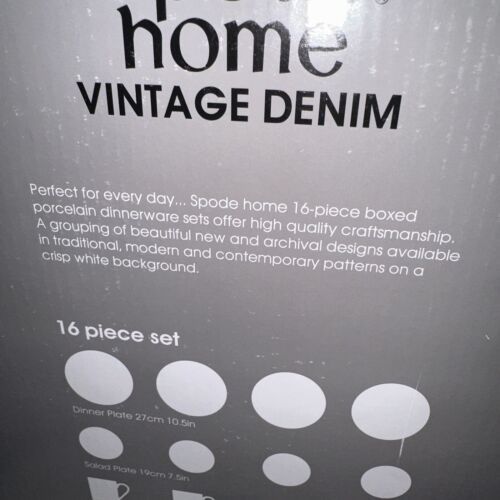 home
VINTAGE DENIM
Perfect for every day... Spode home 16-piece boxed
porcelain dinnerware sets offer high quality craftsmanship.
A grouping of beautiful new and archival designs available
in traditional, modern and contemporary patterns on a
crisp white background.
16 piece set
Dinner Plate 27cm 10.5in
Salad Plate 19cm 7.5in